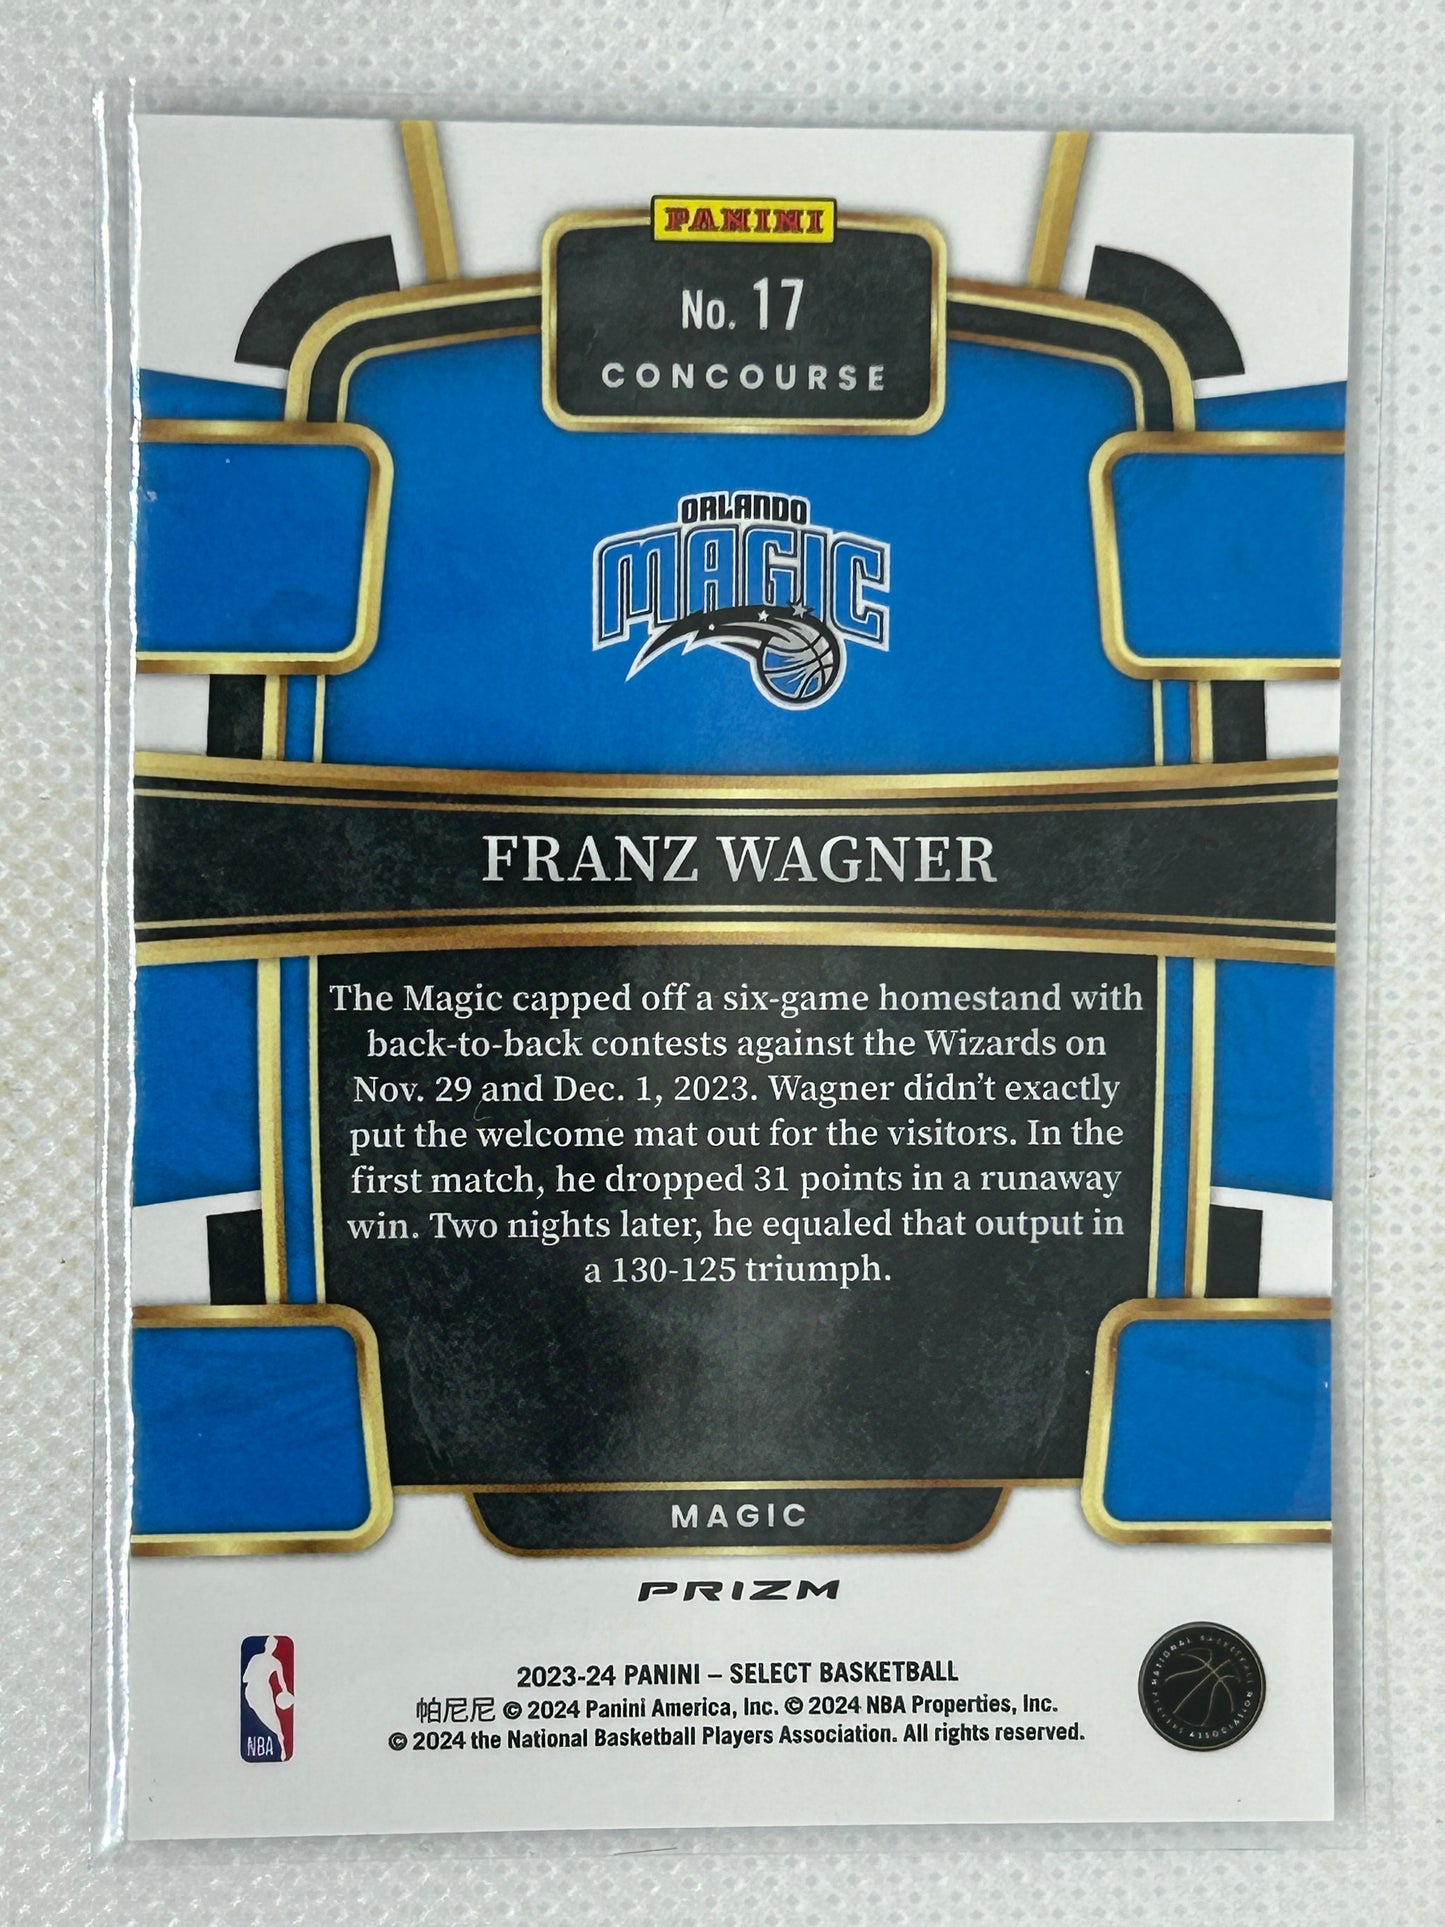 PANINI
No. 17
CONCOURSE
ORLANDO
MAGIC
FRANZ WAGNER
The Magic capped off a six-game homestand with
back-to-back contests against the Wizards on
Nov. 29 and Dec. 1, 2023. Wagner didn't exactly
put the welcome mat out for the visitors. In the
first match, he dropped 31 points in a runaway
win. Two nights later, he equaled that output in
a 130-125 triumph.
MAGIC
PRIZM
NBA
2023-24 PANINI – SELECT BASKETBALL
帕尼尼 © 2024 Panini America, Inc. © 2024 NBA Properties, Inc.
© 2024 the National Basketball Players Association. All rights reserved.
NATIONAL BASKETBALL PLAYERS ASSOCIATION